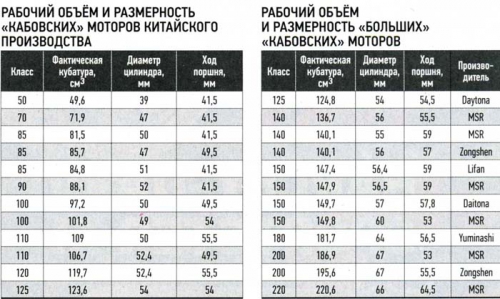 РАБОЧИЙ ОБЪЁМ И РАЗМЕРНОСТЬ
«КАБОВСКИХ» МОТОРОВ КИТАЙСКОГО
ПРОИЗВОДСТВА
Класс Фактическая кубатура, см³ Диаметр цилиндра, мм Ход поршня, мм
50 49,6 39 41,5
70 71,9 47 41,5
85 81,5 50 41,5
85 85,7 47 49,5
85 84,8 51 41,5
90 88,1 52 41,5
100 97,2 50 49,5
100 101,8 49 54
110 109 50 55,5
110 106,7 52,4 49,5
120 119,7 52,4 55,5
125 123,6 54 54
РАБОЧИЙ ОБЪЁМ
И РАЗМЕРНОСТЬ «БОЛЬШИХ»
«КАБОВСКИХ» МОТОРОВ
Класс Фактическая кубатура, см³ Диаметр цилиндра, мм Ход поршня, мм Произво-дитель
125 124,8 54 54,5 Daytona
140 136,7 56 55,5 MSR
140 140,1 55 59 MSR
140 140,1 56 57 Zongshen
150 147,4 56,4 59 Lifan
150 147,9 56,5 59 MSR
150 149,7 57 57,8 Daitona
150 149,8 60 53 MSR
180 181,7 64 56,5 Yuminashi
200 186,9 67 53 MSR
200 195,6 67 55,5 Zongshen
220 220,6 66 64,5 MSR